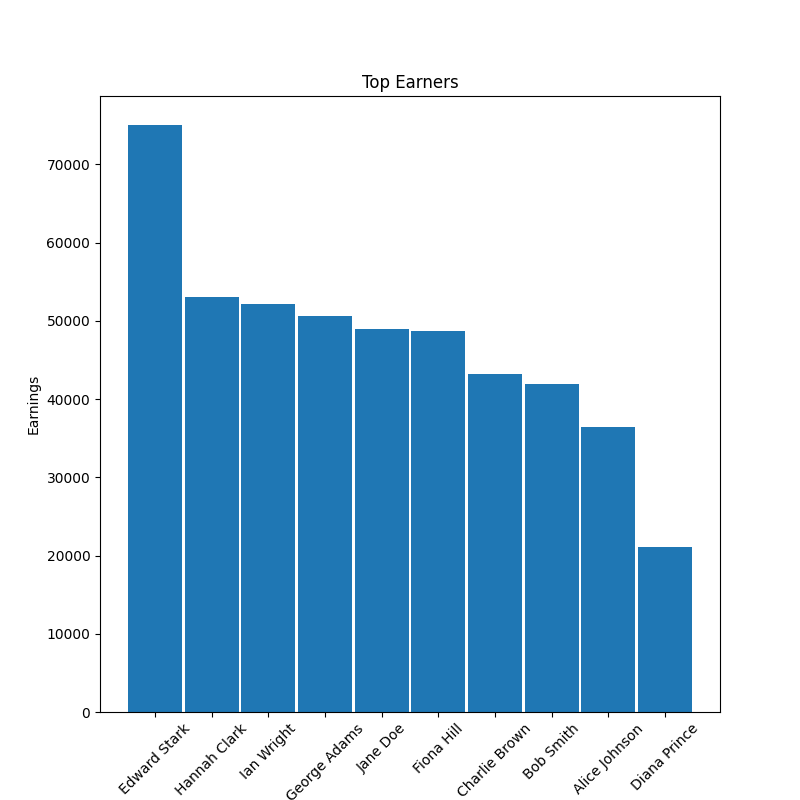 Top Earners
Earnings
70000
60000
50000
40000
30000
20000
10000
0
Edward Stark
Hannah Clark
Ian Wright
George Adams
Jane Doe
Fiona Hill
Charlie Brown
Bob Smith
Alice Johnson
Diana Prince